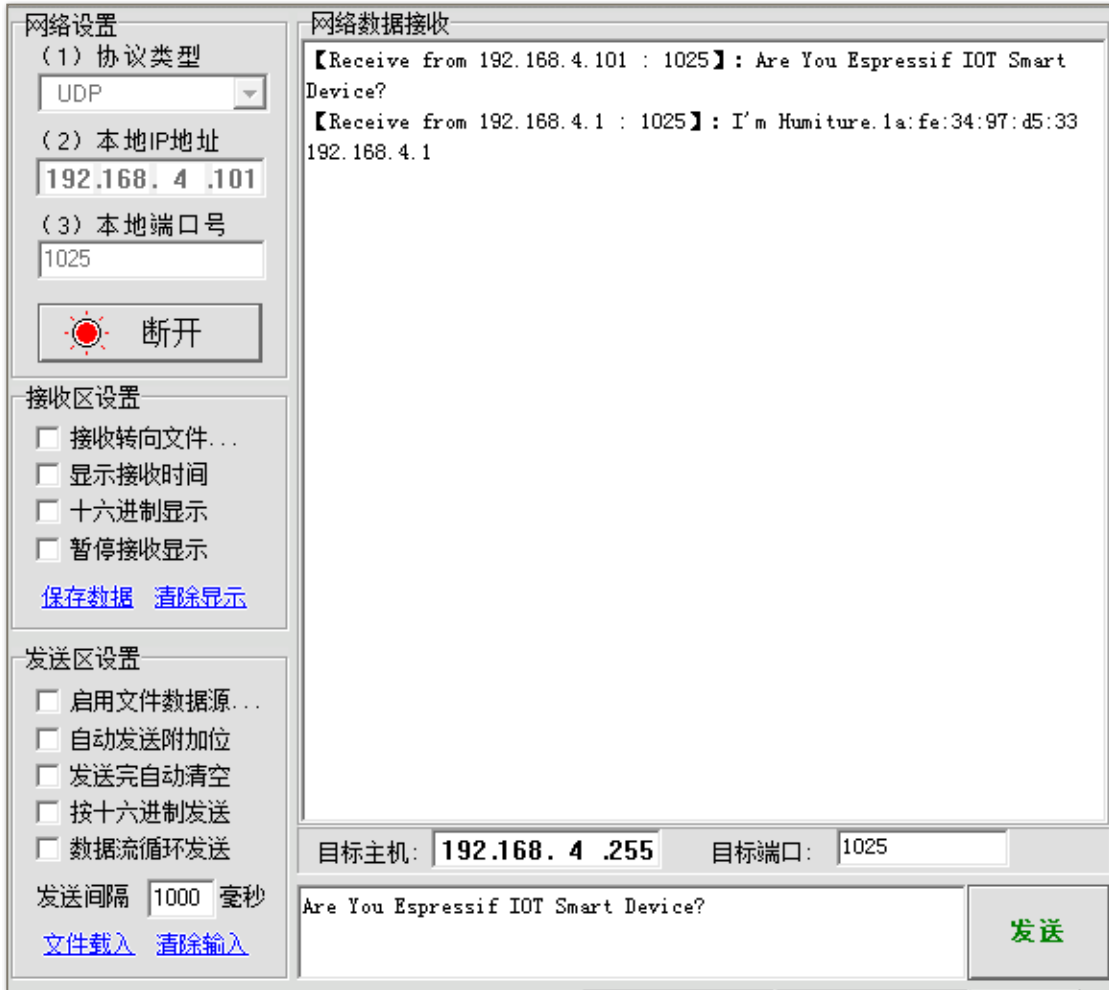 网络设置
(1) 协议类型
UDP
(2) 本地IP地址
192.168. 4 .101
(3) 本地端口号
1025
断开
接收区设置
接收转向文件...
显示接收时间
十六进制显示
暂停接收显示
保存数据 清除显示
发送区设置
启用文件数据源...
自动发送附加位
发送完自动清空
按十六进制发送
数据流循环发送
发送间隔 1000 毫秒
文件载入 清除输入
网络数据接收
【Receive from 192.168.4.101 : 1025】: Are You Espressif IOT Smart
Device?
【Receive from 192.168.4.1 : 1025】: I'm Humiture.1a:fe:34:97:d5:33
192.168.4.1
目标主机: 192.168. 4 .255 目标端口: 1025
Are You Espressif IOT Smart Device?
发送